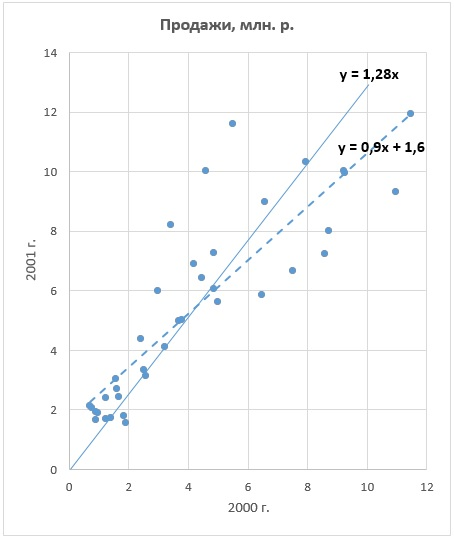 Продажи, млн. р.
14
y = 1,28x
12
y = 0,9x + 1,6
10
8
2001 г.
6
4
2
0
0 2 4 6 8 10 12
2000 г.